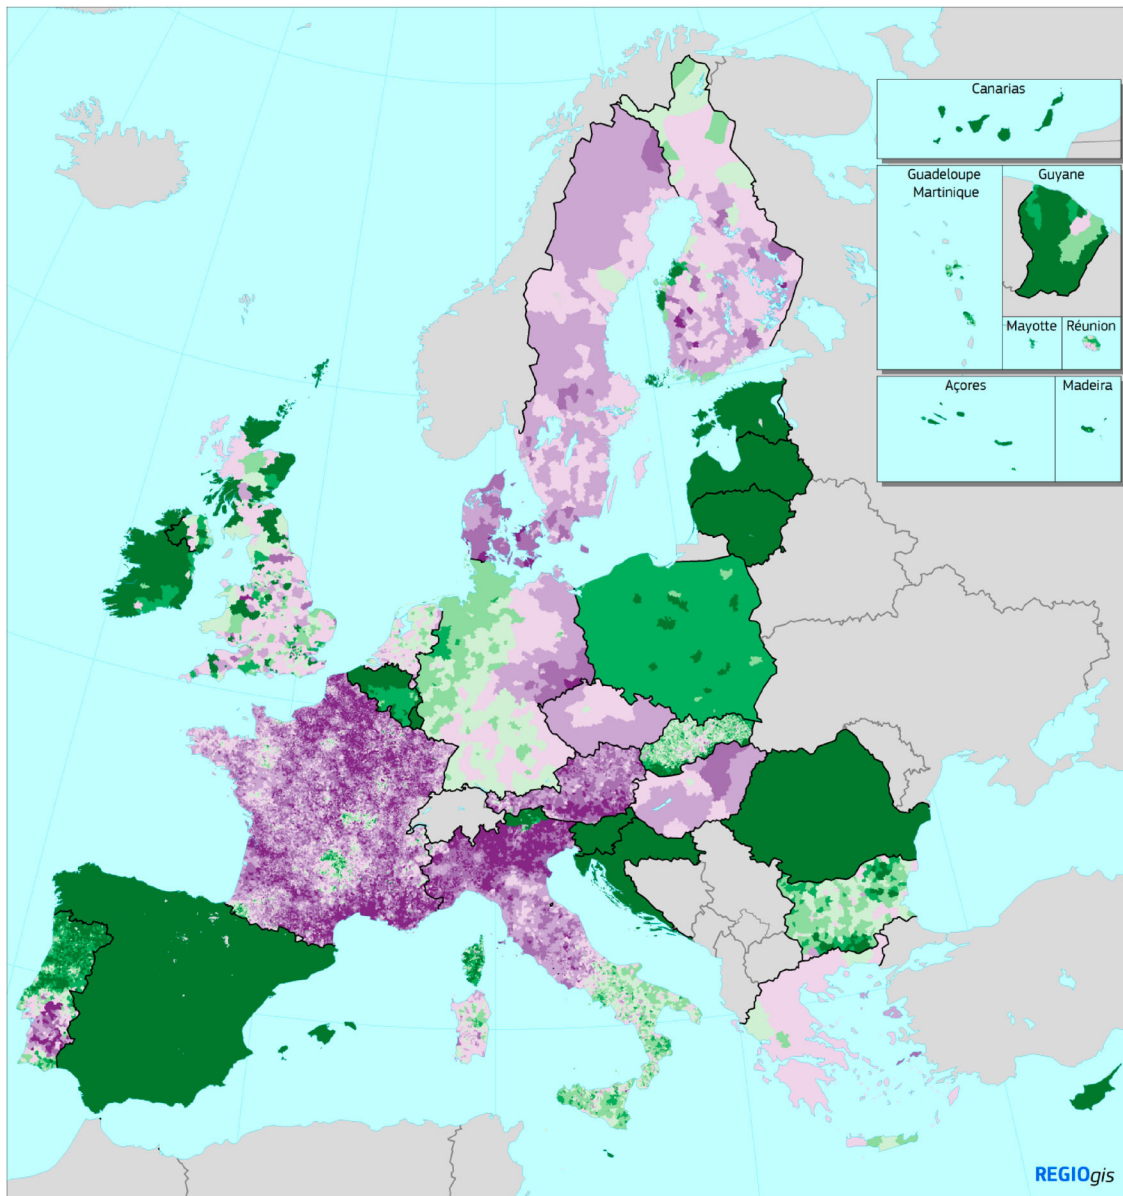 Canarias
Guadeloupe
Martinique
Guyane
Mayotte
Réunion
Açores
Madeira
REGIOgis